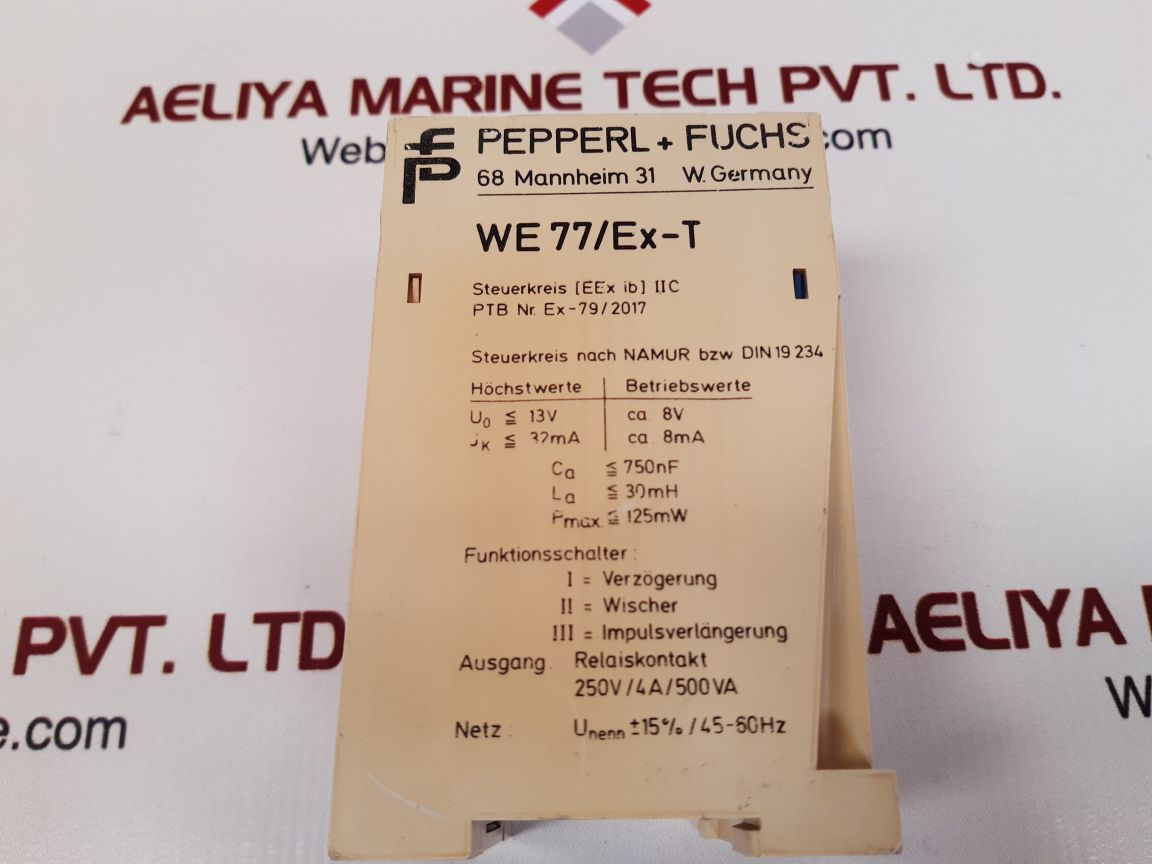 AELIYA MARINE TECH PVT. LTD.
Web
com
PEPPERL + FUCHS
68 Mannheim 31 W. Germany
WE 77/Ex-T
Steuerkreis [EEx ib] IIC
PTB Nr. Ex-79/2017
Steuerkreis nach NAMUR bzw DIN 19 234
Höchstwerte Betriebswerte
U0 ≦ 13V ca. 8V
JK ≦ 32mA ca. 8mA
Ca ≦ 750nF
La ≦ 30mH
Pmax. ≦ 125mW
Funktionsschalter:
I = Verzögerung
II = Wischer
III = Impulsverlängerung
Ausgang. Relaiskontakt
250V/4A/500VA
Netz: Unenn ±15%/45-60Hz
PVT. LTD
AELIYA
e.com
W